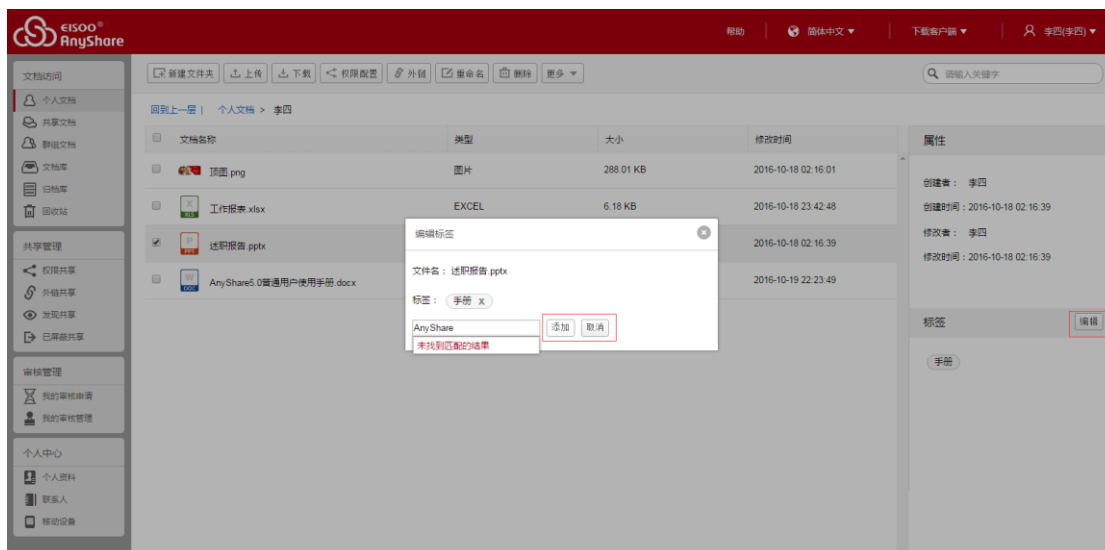 EISOO®
AnyShare
帮助
简体中文
下载客户端
李四(李四)
文档访问
个人文档
共享文档
群组文档
文档库
归档库
回收站
共享管理
权限共享
外链共享
发现共享
已屏蔽共享
审核管理
我的审核申请
我的审核管理
个人中心
个人资料
联系人
移动设备
新建文件夹 上传 下载 权限配置 外链 重命名 删除 更多
请输入关键字
回到上一层 | 个人文档 > 李四
文档名称 类型 大小 修改时间
顶图.png 图片 288.01 KB 2016-10-18 02:16:01
XLS 工作报表.xlsx EXCEL 6.18 KB 2016-10-18 23:42:48
PPT 述职报告.pptx 2016-10-18 02:16:39
DOC AnyShare5.0普通用户使用手册.docx 2016-10-19 22:23:49
编辑标签
文件名： 述职报告.pptx
标签： 手册 x
AnyShare 添加 取消
未找到匹配的结果
属性
创建者： 李四
创建时间：2016-10-18 02:16:39
修改者： 李四
修改时间：2016-10-18 02:16:39
标签 编辑
手册